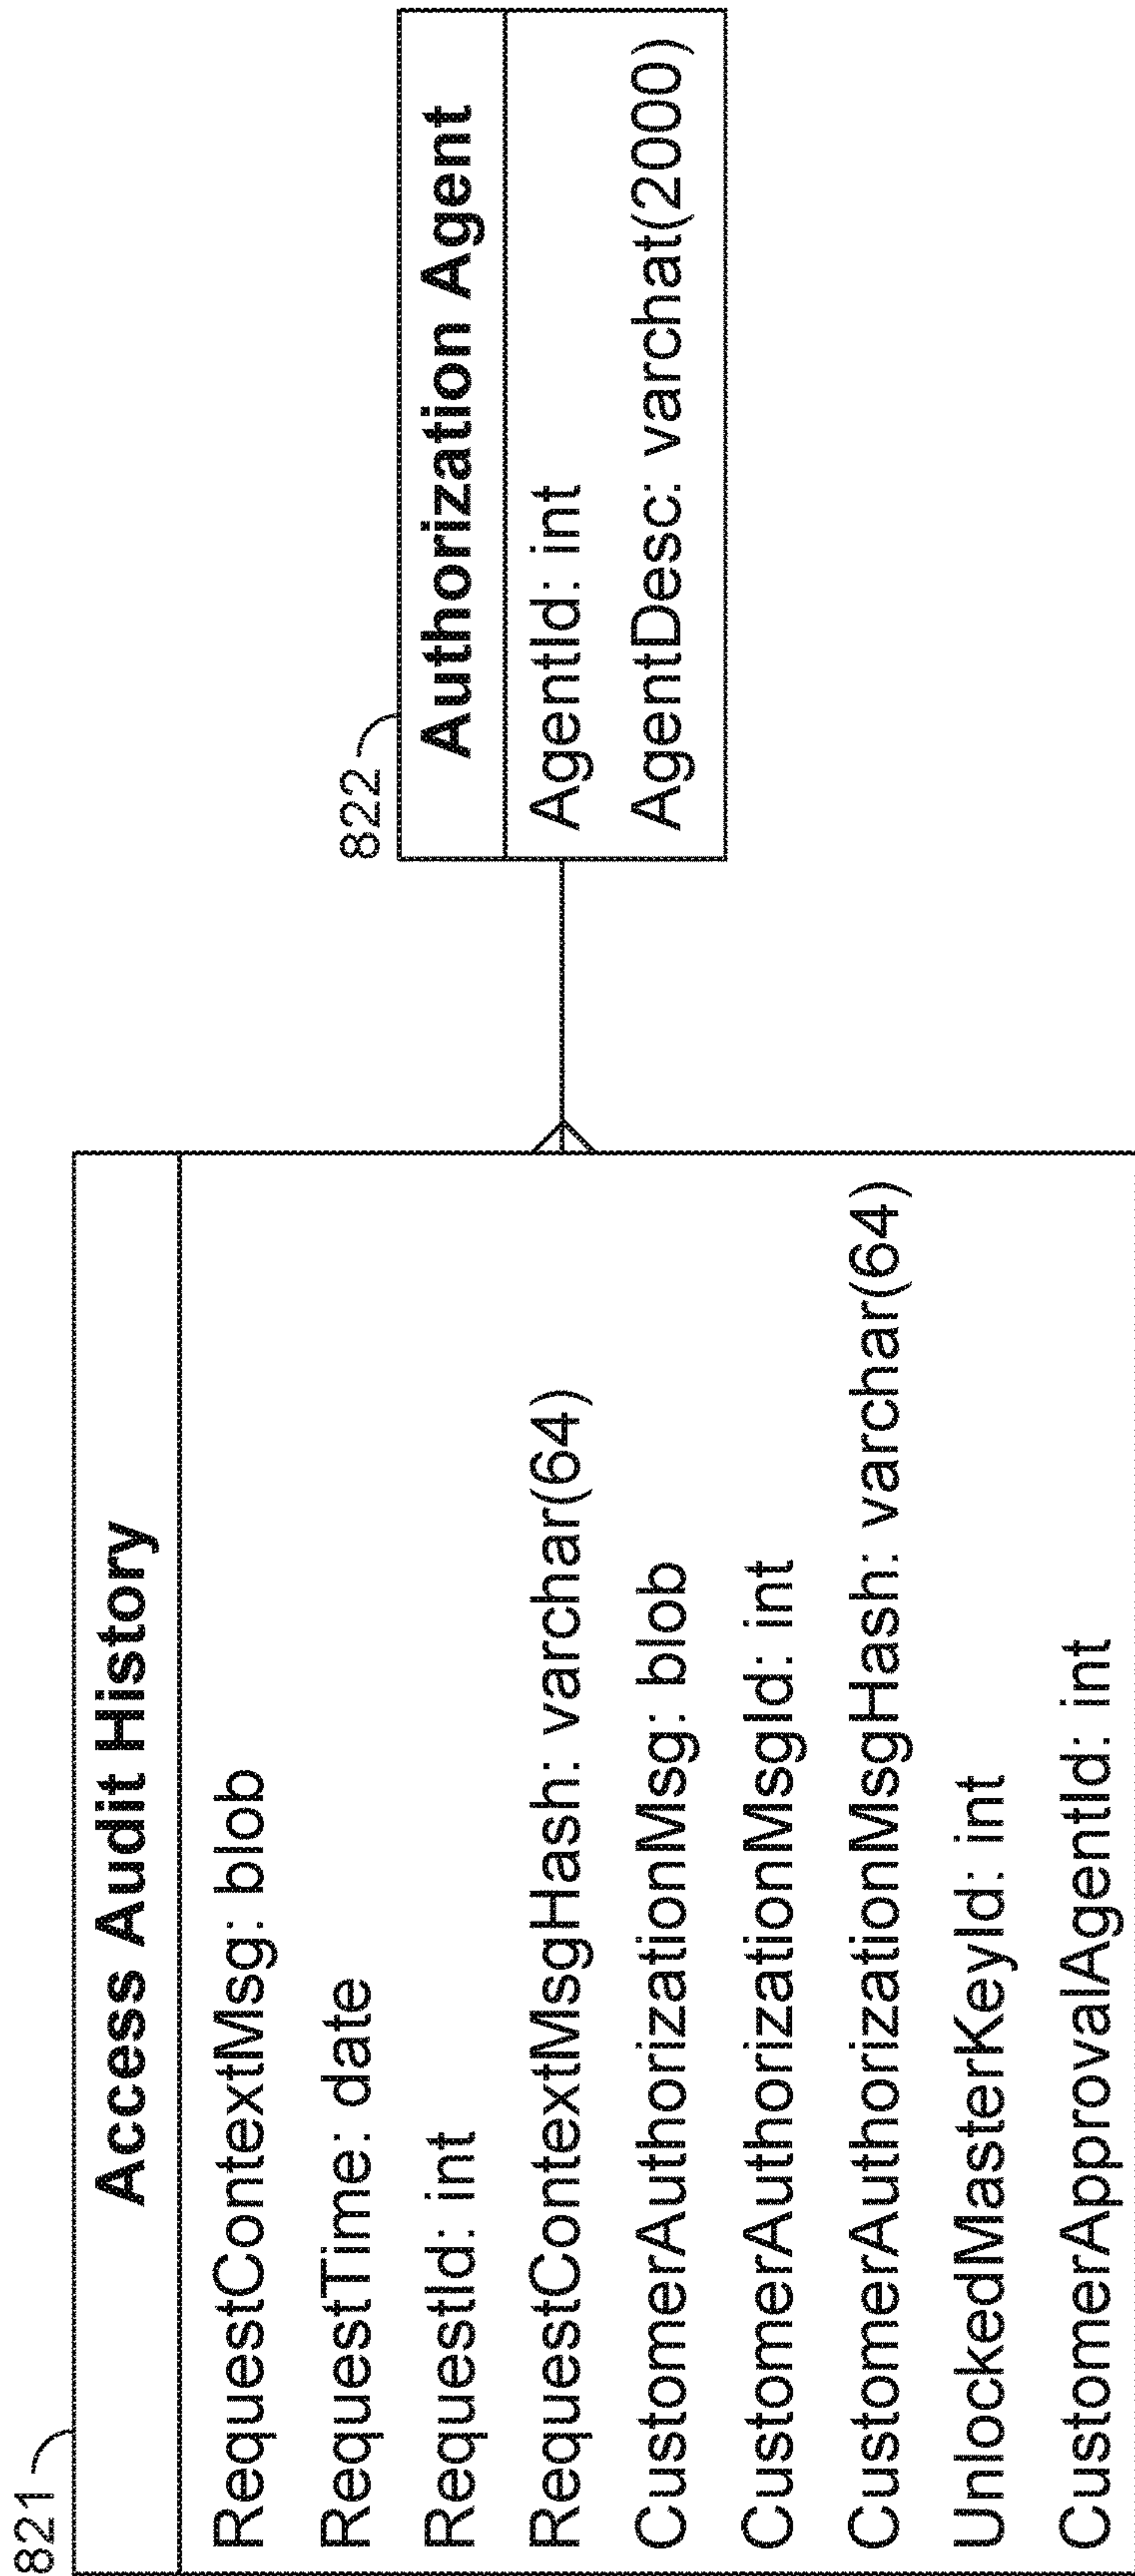 821
Access Audit History
RequestContextMsg: blob
RequestTime: date
RequestId: int
RequestContextMsgHash: varchar(64)
CustomerAuthorizationMsg: blob
CustomerAuthorizationMsgId: int
CustomerAuthorizationMsgHash: varchar(64)
UnlockedMasterKeyId: int
CustomerApprovalAgentId: int
822
Authorization Agent
AgentId: int
AgentDesc: varchat(2000)